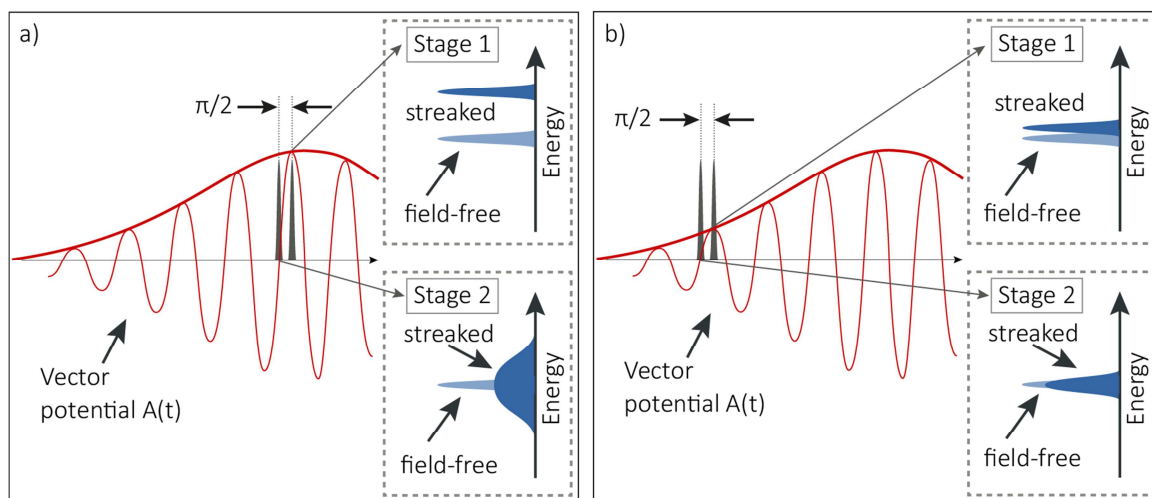 a)
Stage 1
π/2
streaked
field-free
Energy
Stage 2
streaked
field-free
Energy
Vector
potential A(t)
b)
Stage 1
π/2
streaked
field-free
Energy
Stage 2
streaked
field-free
Energy
Vector
potential A(t)